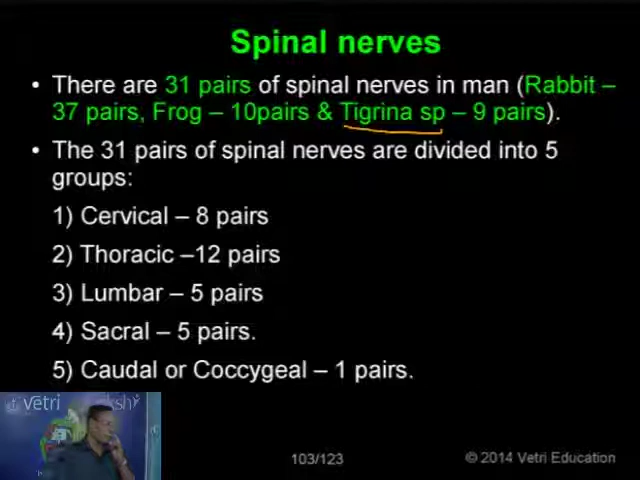 Spinal nerves
• There are 31 pairs of spinal nerves in man (Rabbit –
37 pairs, Frog – 10pairs & Tigrina sp – 9 pairs).
• The 31 pairs of spinal nerves are divided into 5
groups:
1) Cervical – 8 pairs
2) Thoracic –12 pairs
3) Lumbar – 5 pairs
4) Sacral – 5 pairs.
5) Caudal or Coccygeal – 1 pairs.
Vetri
103/123
© 2014 Vetri Education